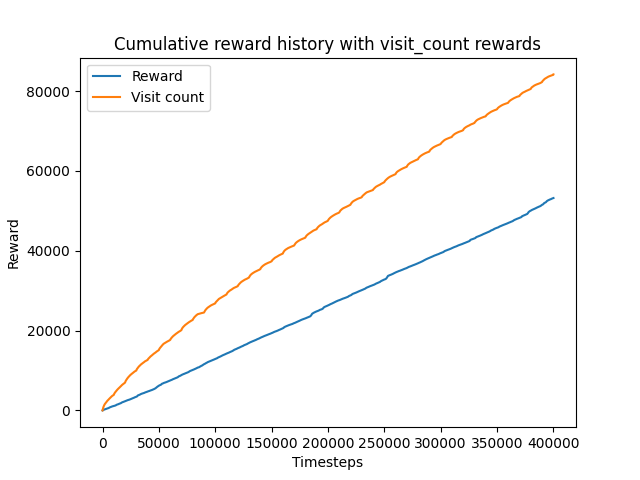 Cumulative reward history with visit_count rewards
Reward
Visit count
80000
60000
40000
20000
0
Reward
0 50000 100000 150000 200000 250000 300000 350000 400000
Timesteps